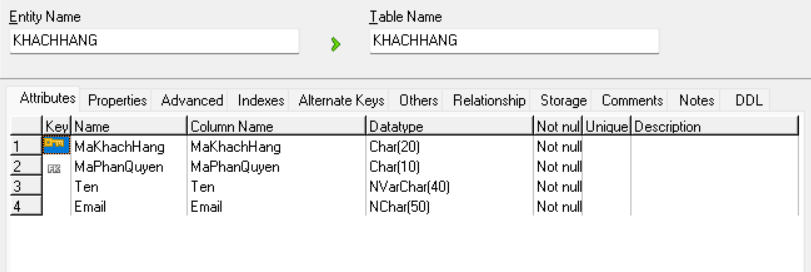 Entity Name Table Name
KHACHHANG KHACHHANG
Attributes Properties Advanced Indexes Alternate Keys Others Relationship Storage Comments Notes DDL
Key Name Column Name Datatype Not nul Unique Description
1 MaKhachHang MaKhachHang Char(20) Not null
2 FK MaPhanQuyen MaPhanQuyen Char(10) Not null
3 Ten Ten NVarChar(40) Not null
4 Email Email NChar(50) Not null